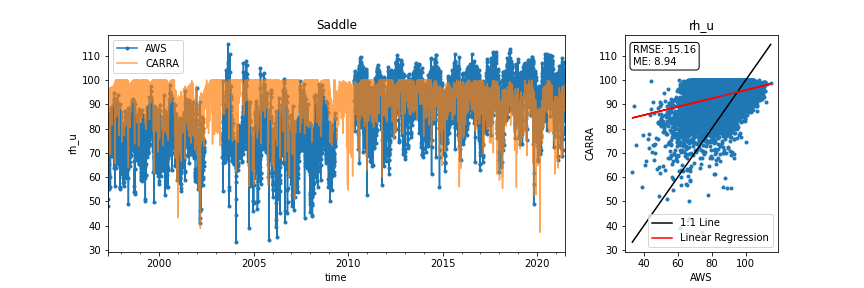 Saddle
rh_u
110
100
90
80
70
60
50
40
30
rh_u
AWS
CARRA
2000
2005
2010
2015
2020
time
rh_u
110
100
90
80
70
60
50
40
30
CARRA
RMSE: 15.16
ME: 8.94
1:1 Line
Linear Regression
40
60
80
100
AWS